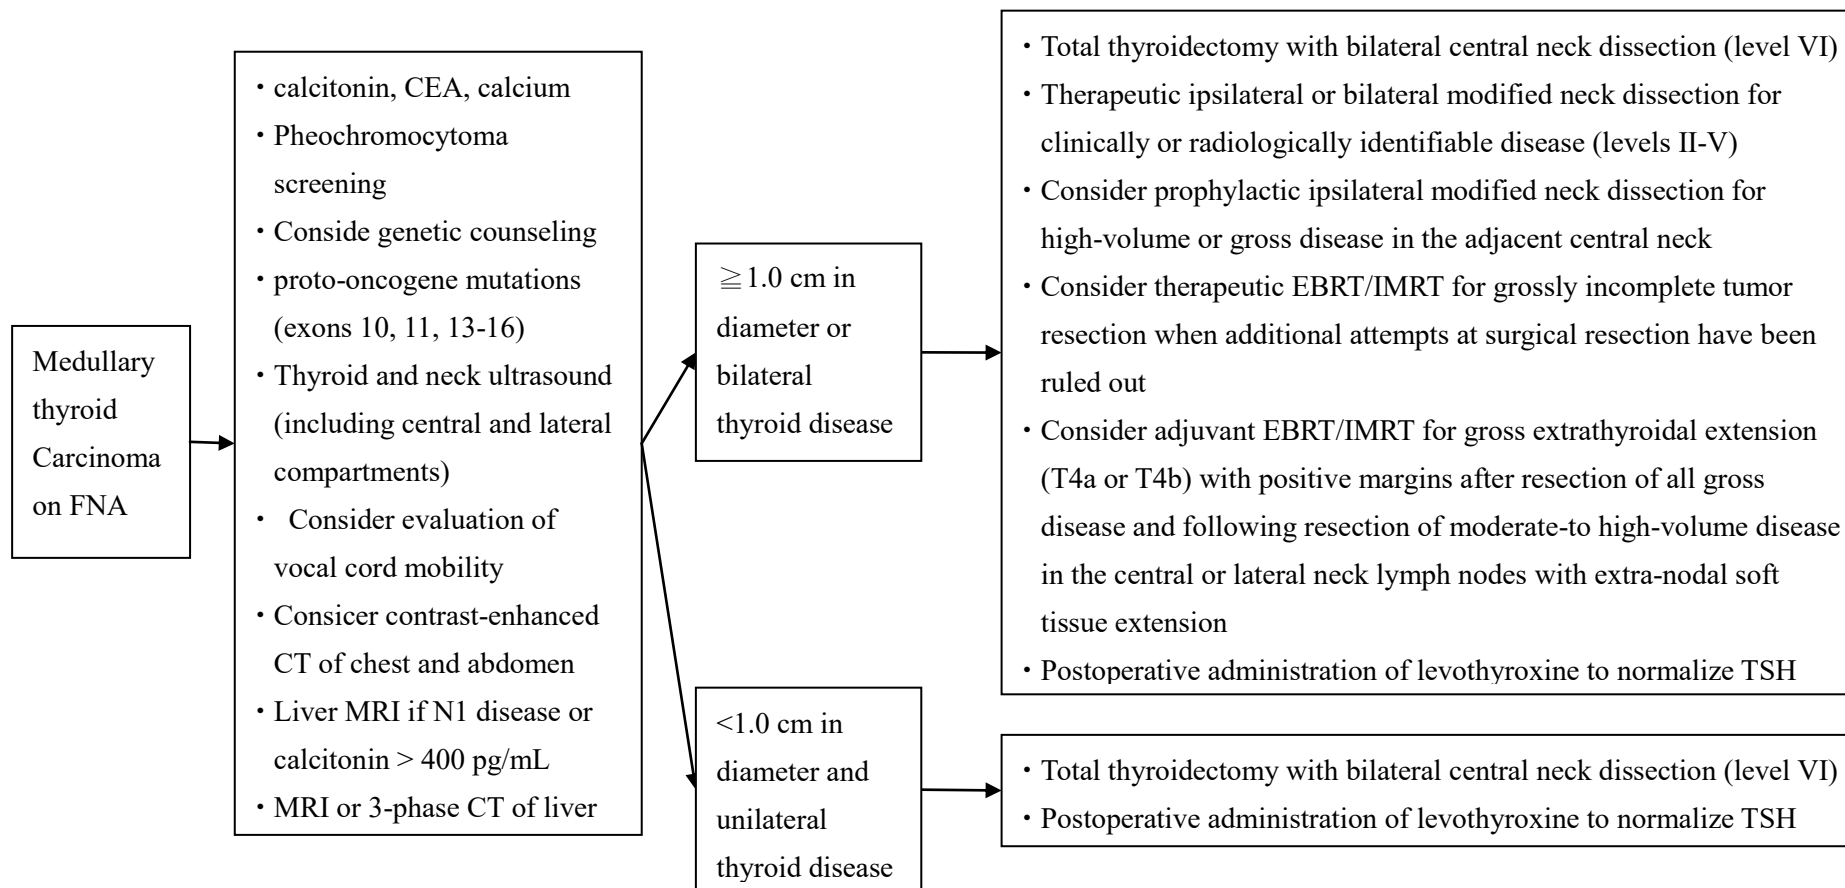 Medullary
thyroid
Carcinoma
on FNA
・calcitonin, CEA, calcium
・Pheochromocytoma
screening
・Conside genetic counseling
・proto-oncogene mutations
(exons 10, 11, 13-16)
・Thyroid and neck ultrasound
(including central and lateral
compartments)
・ Consider evaluation of
vocal cord mobility
・Consicer contrast-enhanced
CT of chest and abdomen
・Liver MRI if N1 disease or
calcitonin > 400 pg/mL
・MRI or 3-phase CT of liver
≧1.0 cm in
diameter or
bilateral
thyroid disease
・Total thyroidectomy with bilateral central neck dissection (level VI)
・Therapeutic ipsilateral or bilateral modified neck dissection for
clinically or radiologically identifiable disease (levels II-V)
・Consider prophylactic ipsilateral modified neck dissection for
high-volume or gross disease in the adjacent central neck
・Consider therapeutic EBRT/IMRT for grossly incomplete tumor
resection when additional attempts at surgical resection have been
ruled out
・Consider adjuvant EBRT/IMRT for gross extrathyroidal extension
(T4a or T4b) with positive margins after resection of all gross
disease and following resection of moderate-to high-volume disease
in the central or lateral neck lymph nodes with extra-nodal soft
tissue extension
・Postoperative administration of levothyroxine to normalize TSH
<1.0 cm in
diameter and
unilateral
thyroid disease
・Total thyroidectomy with bilateral central neck dissection (level VI)
・Postoperative administration of levothyroxine to normalize TSH